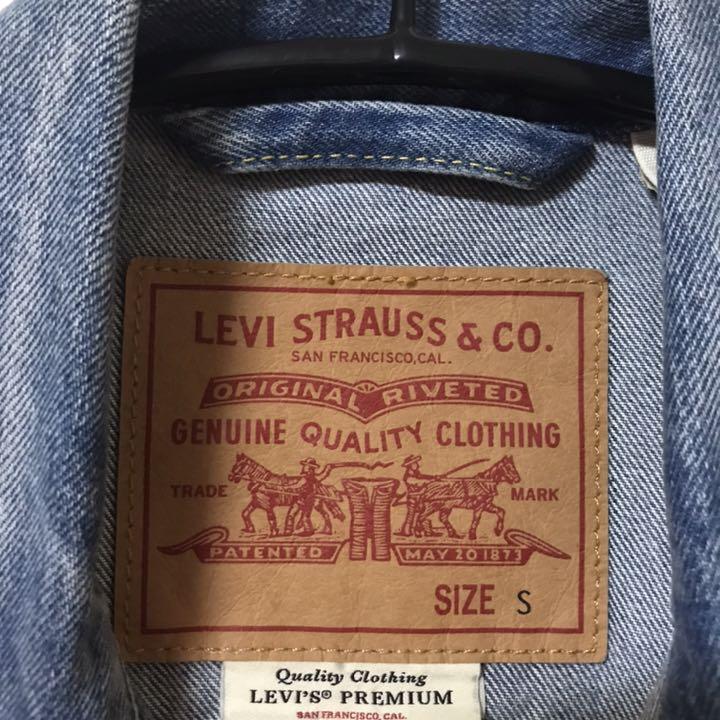 LEVI STRAUSS & CO.
SAN FRANCISCO, CAL.
ORIGINAL RIVETED
GENUINE QUALITY CLOTHING
TRADE MARK
PATENTED MAY 20 1873
SIZE S
Quality Clothing
LEVI'S® PREMIUM
SAN FRANCISCO, CAL.